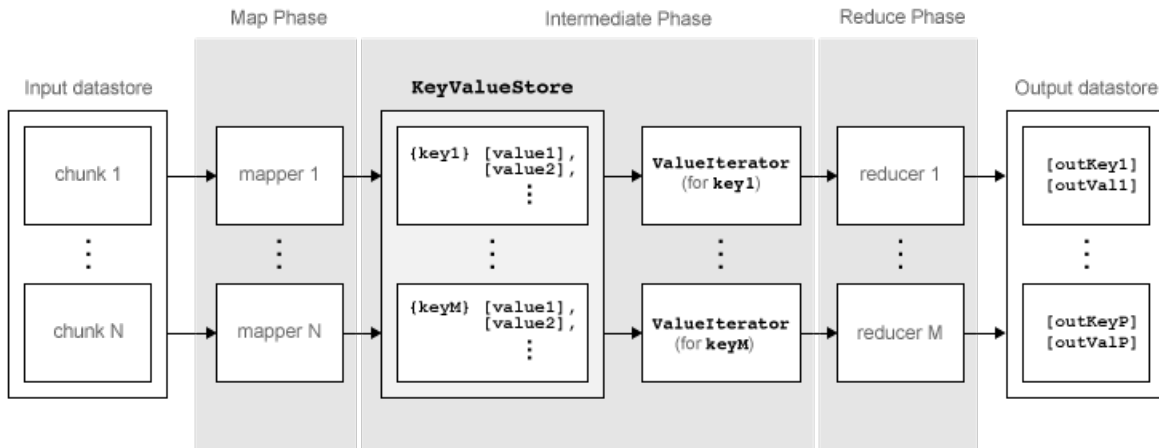 Map Phase
Intermediate Phase
Reduce Phase
Input datastore
KeyValueStore
Output datastore
chunk 1
mapper 1
{key1} [value1],
[value2],
ValueIterator
(for key1)
reducer 1
[outKey1]
[outVal1]
chunk N
mapper N
{keyM} [value1],
[value2],
ValueIterator
(for keyM)
reducer M
[outKeyP]
[outValP]